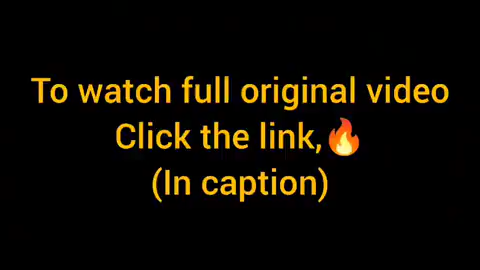 To watch full original video
Click the link,🔥
(In caption)